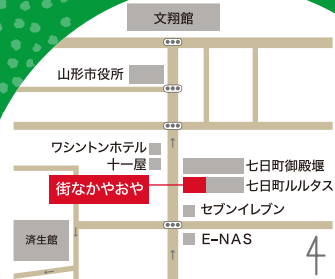 文翔館
山形市役所
ワシントンホテル
十一屋
七日町御殿堰
街なかやおや
七日町ルルタス
セブンイレブン
済生館
E-NAS